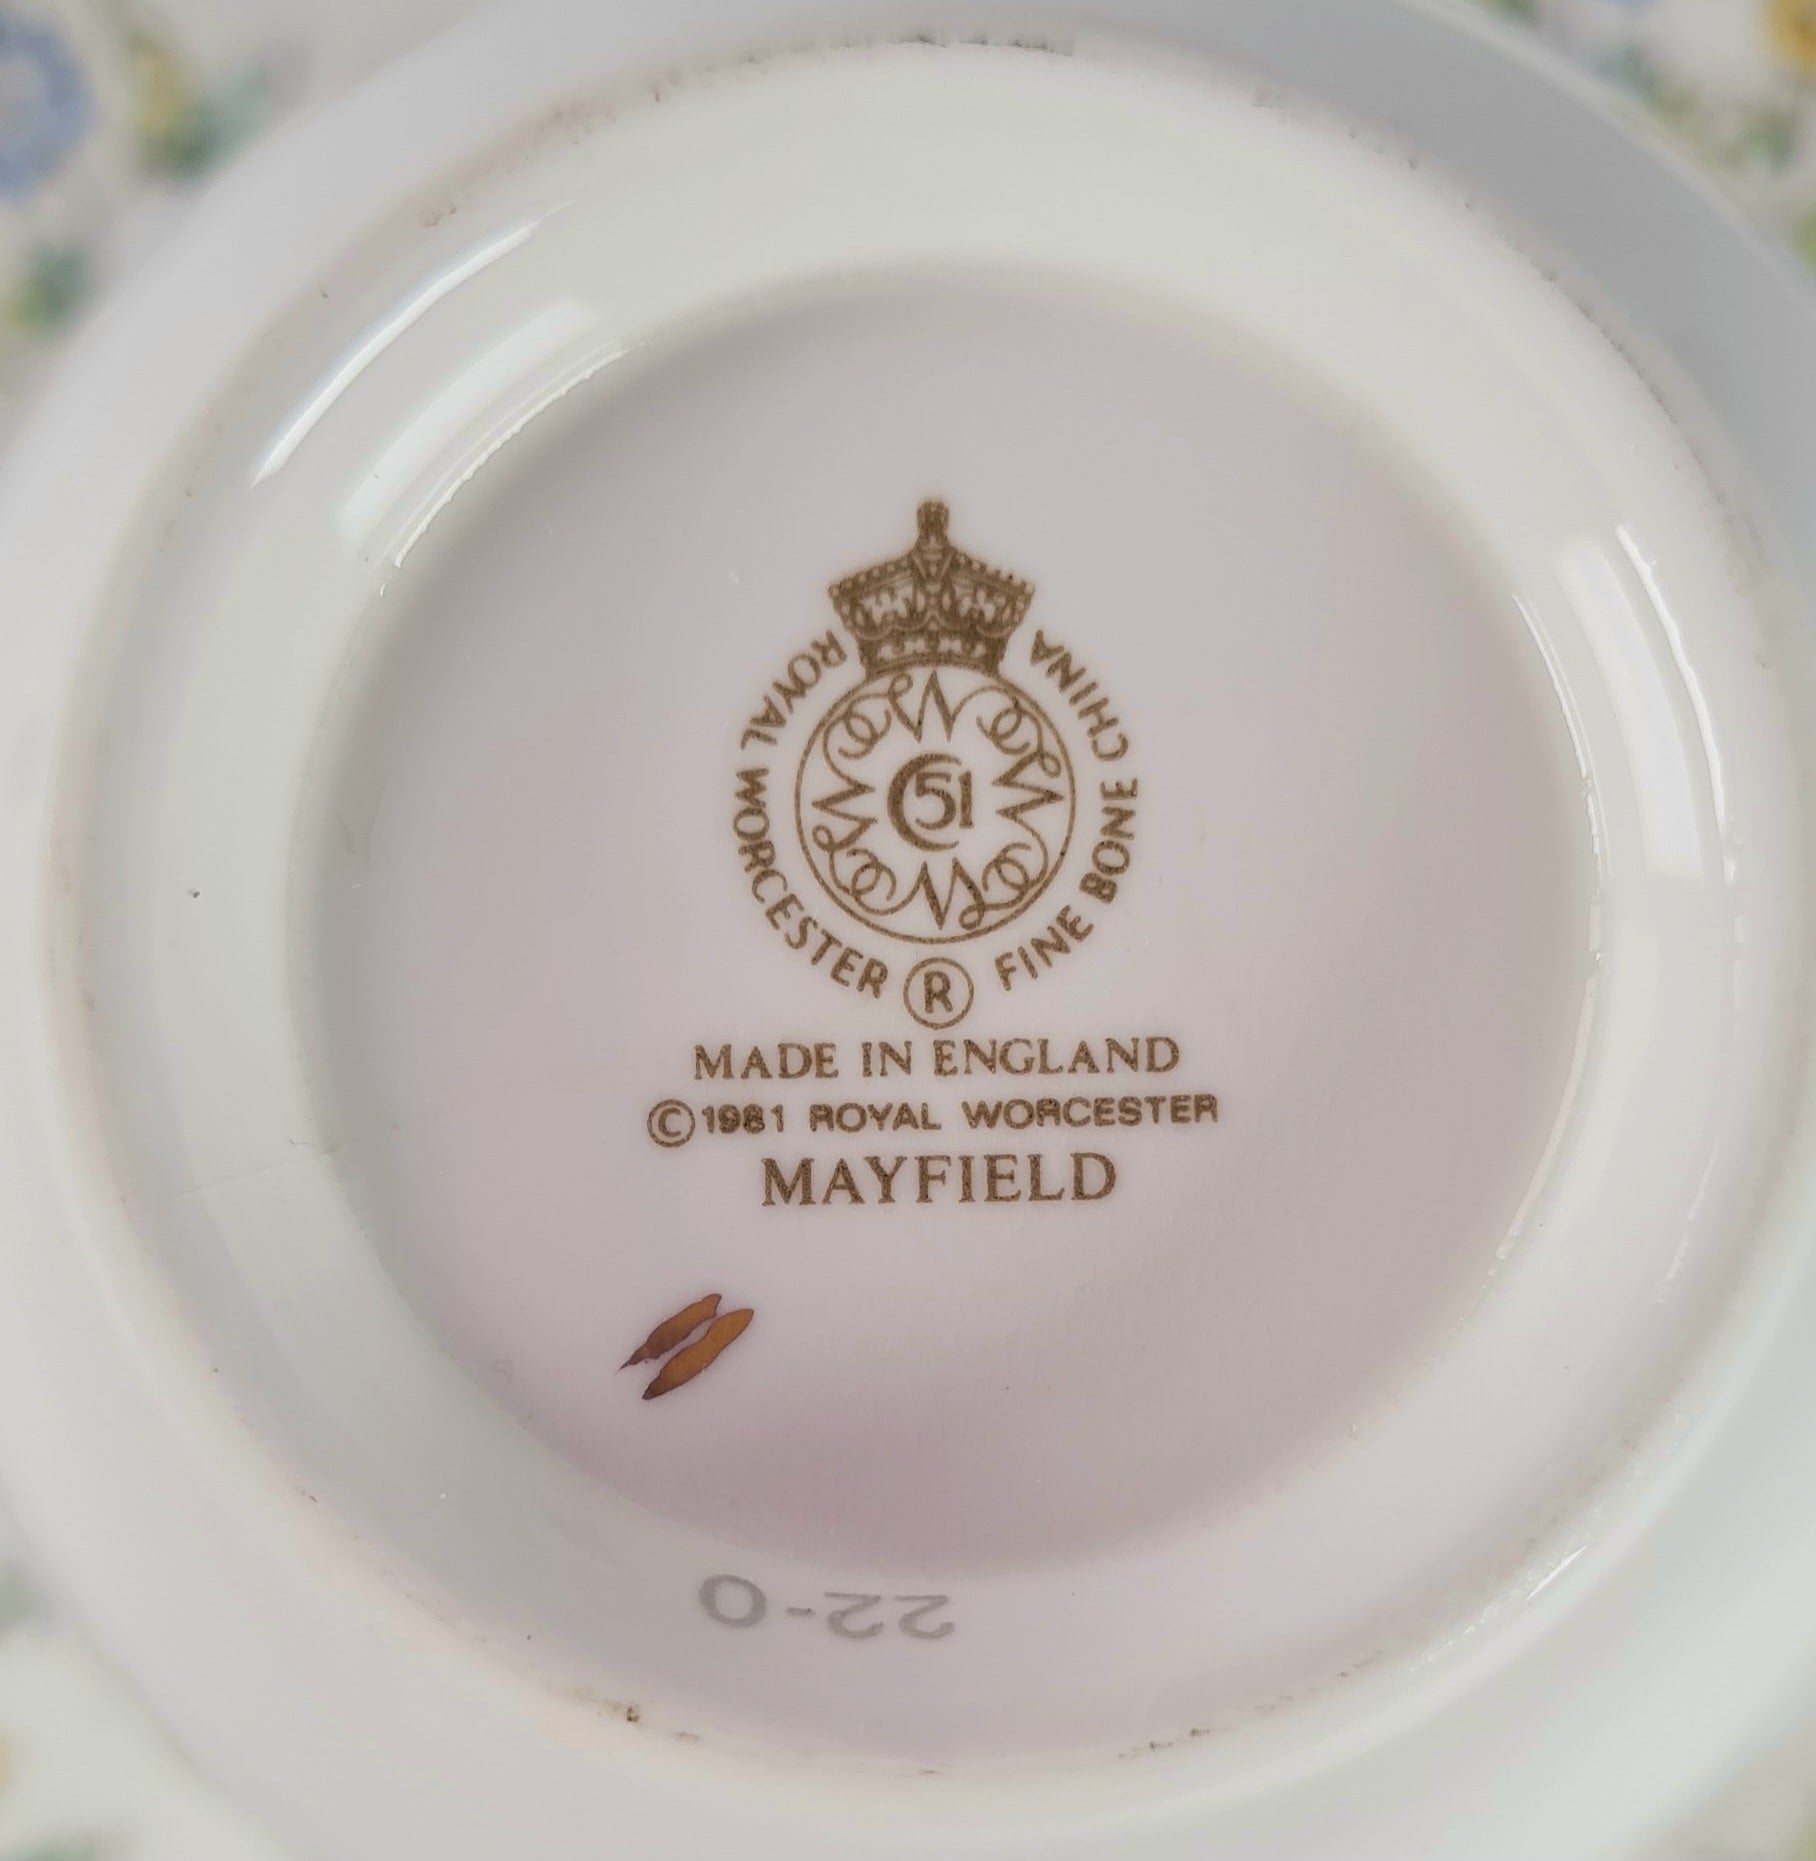 ROYAL WORCESTER ® FINE BONE CHINA
51
MADE IN ENGLAND
©1981 ROYAL WORCESTER
MAYFIELD
22-0